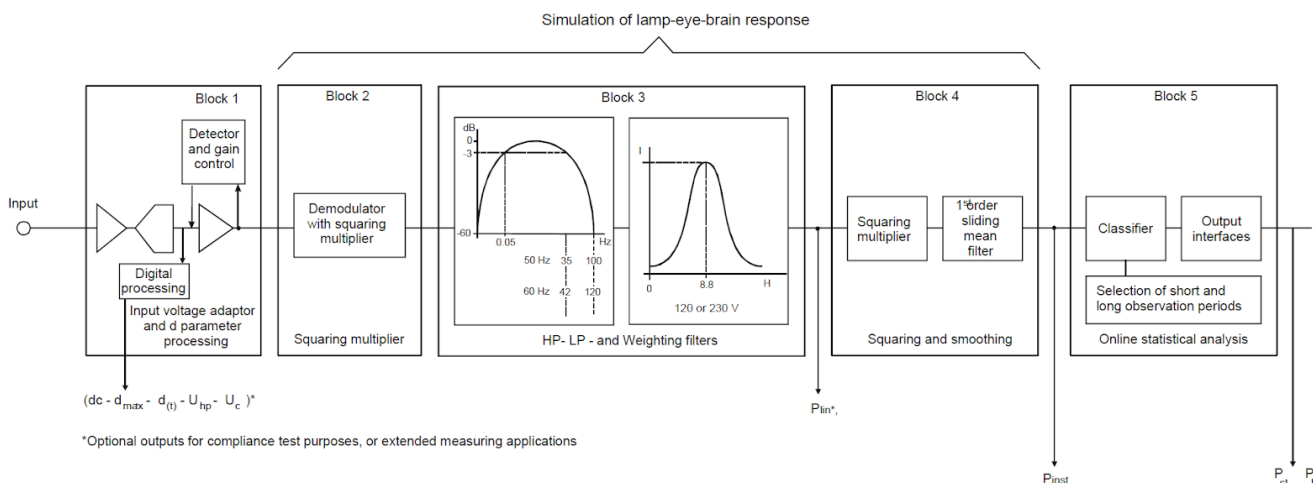 Simulation of lamp-eye-brain response
Block 1
Block 2
Block 3
Block 4
Block 5
Input
Detector
and gain
control
Digital
processing
Input voltage adaptor
and d parameter
processing
(dc - dmax - d(t) - Uhp - Uc )*
Demodulator
with squaring
multiplier
Squaring multiplier
dB
0
-3
-60
0.05
Hz
50 Hz 35 100
60 Hz 42 120
I
0
8.8
H
120 or 230 V
HP- LP - and Weighting filters
Plin*,
Squaring
multiplier
1st order
sliding
mean
filter
Squaring and smoothing
Pinst
Classifier
Output
interfaces
Selection of short and
long observation periods
Online statistical analysis
Pst
*Optional outputs for compliance test purposes, or extended measuring applications